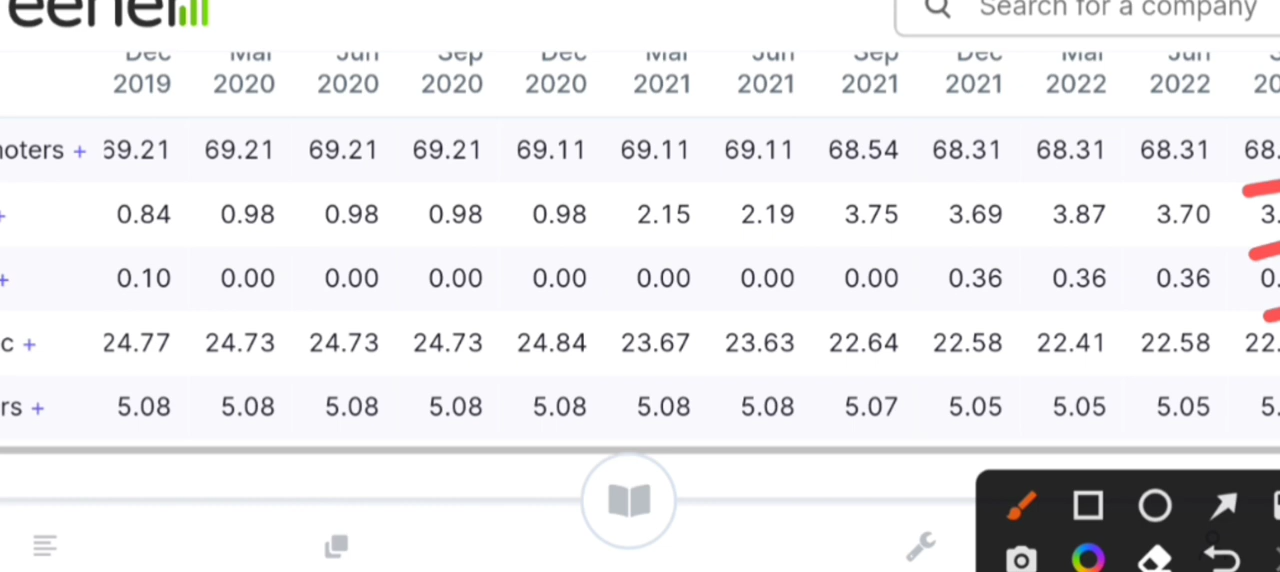 Search for a company
Dec Mar Jun Sep Dec Mar Jun Sep Dec Mar Jun
2019 2020 2020 2020 2020 2021 2021 2021 2021 2022 2022
+ 69.21 69.21 69.21 69.21 69.11 69.11 69.11 68.54 68.31 68.31 68.31 68.
+ 0.84 0.98 0.98 0.98 0.98 2.15 2.19 3.75 3.69 3.87 3.70 3.
+ 0.10 0.00 0.00 0.00 0.00 0.00 0.00 0.00 0.36 0.36 0.36 0.
c + 24.77 24.73 24.73 24.73 24.84 23.67 23.63 22.64 22.58 22.41 22.58 22.
rs + 5.08 5.08 5.08 5.08 5.08 5.08 5.08 5.07 5.05 5.05 5.05 5.